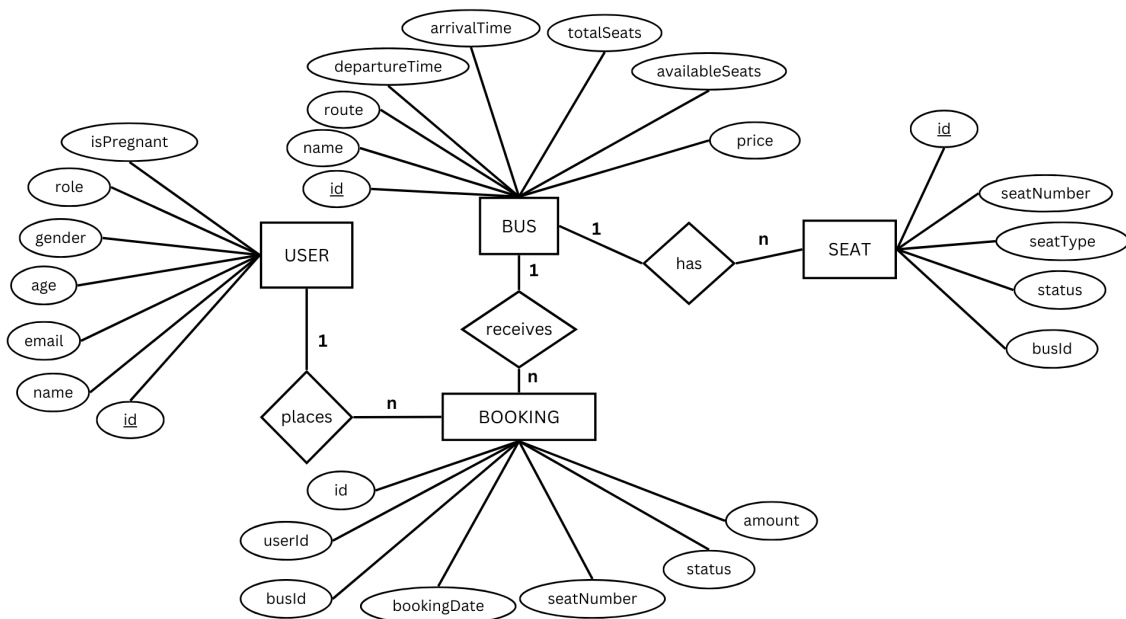 arrivalTime
totalSeats
departureTime
availableSeats
route
name
id
price
isPregnant
role
gender
age
email
name
id
USER
BUS
1
has
n
SEAT
id
seatNumber
seatType
status
busId
1
receives
n
1
places
n
BOOKING
id
userId
busId
bookingDate
seatNumber
status
amount